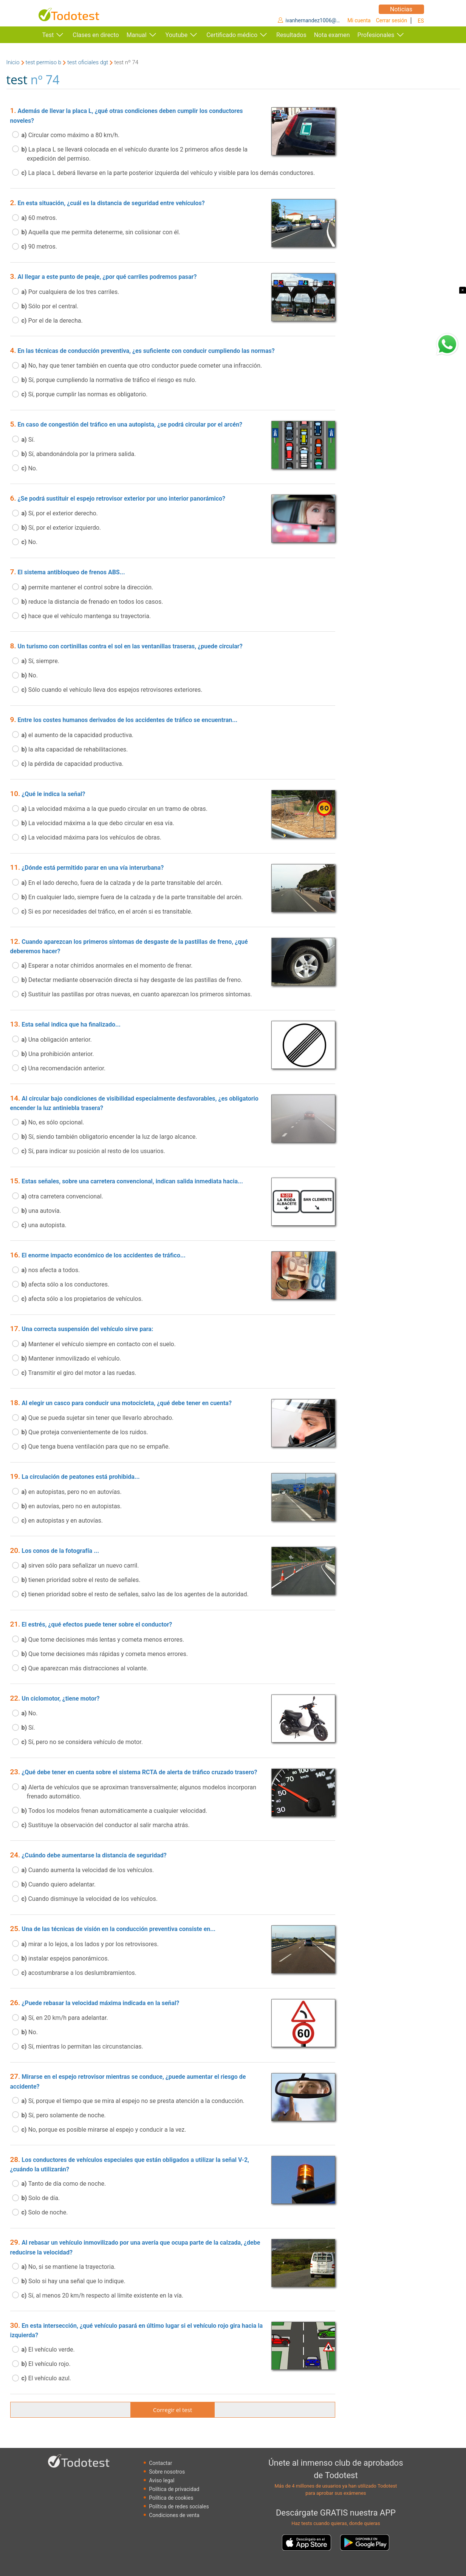 Todotest
Noticias
ivanhernandez1006@...
Mi cuenta
Cerrar sesión
ES
Test
Clases en directo
Manual
Youtube
Certificado médico
Resultados
Nota examen
Profesionales
Inicio
test permiso b
test oficiales dgt
test nº 74
test nº 74
1. Además de llevar la placa L, ¿qué otras condiciones deben cumplir los conductores
noveles?
a) Circular como máximo a 80 km/h.
b) La placa L se llevará colocada en el vehículo durante los 2 primeros años desde la
expedición del permiso.
c) La placa L deberá llevarse en la parte posterior izquierda del vehículo y visible para los demás conductores.
2. En esta situación, ¿cuál es la distancia de seguridad entre vehículos?
a) 60 metros.
b) Aquella que me permita detenerme, sin colisionar con él.
c) 90 metros.
3. Al llegar a este punto de peaje, ¿por qué carriles podremos pasar?
a) Por cualquiera de los tres carriles.
b) Sólo por el central.
c) Por el de la derecha.
4. En las técnicas de conducción preventiva, ¿es suficiente con conducir cumpliendo las normas?
a) No, hay que tener también en cuenta que otro conductor puede cometer una infracción.
b) Sí, porque cumpliendo la normativa de tráfico el riesgo es nulo.
c) Sí, porque cumplir las normas es obligatorio.
5. En caso de congestión del tráfico en una autopista, ¿se podrá circular por el arcén?
a) Sí.
b) Sí, abandonándola por la primera salida.
c) No.
6. ¿Se podrá sustituir el espejo retrovisor exterior por uno interior panorámico?
a) Sí, por el exterior derecho.
b) Sí, por el exterior izquierdo.
c) No.
7. El sistema antibloqueo de frenos ABS...
a) permite mantener el control sobre la dirección.
b) reduce la distancia de frenado en todos los casos.
c) hace que el vehículo mantenga su trayectoria.
8. Un turismo con cortinillas contra el sol en las ventanillas traseras, ¿puede circular?
a) Sí, siempre.
b) No.
c) Sólo cuando el vehículo lleva dos espejos retrovisores exteriores.
9. Entre los costes humanos derivados de los accidentes de tráfico se encuentran...
a) el aumento de la capacidad productiva.
b) la alta capacidad de rehabilitaciones.
c) la pérdida de capacidad productiva.
10. ¿Qué le indica la señal?
60
a) La velocidad máxima a la que puedo circular en un tramo de obras.
b) La velocidad máxima a la que debo circular en esa vía.
c) La velocidad máxima para los vehículos de obras.
11. ¿Dónde está permitido parar en una vía interurbana?
a) En el lado derecho, fuera de la calzada y de la parte transitable del arcén.
b) En cualquier lado, siempre fuera de la calzada y de la parte transitable del arcén.
c) Si es por necesidades del tráfico, en el arcén si es transitable.
12. Cuando aparezcan los primeros síntomas de desgaste de la pastillas de freno, ¿qué
deberemos hacer?
a) Esperar a notar chirridos anormales en el momento de frenar.
b) Detectar mediante observación directa si hay desgaste de las pastillas de freno.
c) Sustituir las pastillas por otras nuevas, en cuanto aparezcan los primeros síntomas.
13. Esta señal indica que ha finalizado...
a) Una obligación anterior.
b) Una prohibición anterior.
c) Una recomendación anterior.
14. Al circular bajo condiciones de visibilidad especialmente desfavorables, ¿es obligatorio
encender la luz antiniebla trasera?
a) No, es sólo opcional.
b) Sí, siendo también obligatorio encender la luz de largo alcance.
c) Sí, para indicar su posición al resto de los usuarios.
15. Estas señales, sobre una carretera convencional, indican salida inmediata hacia...
LA RODA
ALBACETE
SAN CLEMENTE
a) otra carretera convencional.
b) una autovía.
c) una autopista.
16. El enorme impacto económico de los accidentes de tráfico...
a) nos afecta a todos.
b) afecta sólo a los conductores.
c) afecta sólo a los propietarios de vehículos.
17. Una correcta suspensión del vehículo sirve para:
a) Mantener el vehículo siempre en contacto con el suelo.
b) Mantener inmovilizado el vehículo.
c) Transmitir el giro del motor a las ruedas.
18. Al elegir un casco para conducir una motocicleta, ¿qué debe tener en cuenta?
a) Que se pueda sujetar sin tener que llevarlo abrochado.
b) Que proteja convenientemente de los ruidos.
c) Que tenga buena ventilación para que no se empañe.
19. La circulación de peatones está prohibida...
a) en autopistas, pero no en autovías.
b) en autovías, pero no en autopistas.
c) en autopistas y en autovías.
20. Los conos de la fotografía ...
a) sirven sólo para señalizar un nuevo carril.
b) tienen prioridad sobre el resto de señales.
c) tienen prioridad sobre el resto de señales, salvo las de los agentes de la autoridad.
21. El estrés, ¿qué efectos puede tener sobre el conductor?
a) Que tome decisiones más lentas y cometa menos errores.
b) Que tome decisiones más rápidas y cometa menos errores.
c) Que aparezcan más distracciones al volante.
22. Un ciclomotor, ¿tiene motor?
a) No.
b) Sí.
c) Sí, pero no se considera vehículo de motor.
23. ¿Qué debe tener en cuenta sobre el sistema RCTA de alerta de tráfico cruzado trasero?
a) Alerta de vehículos que se aproximan transversalmente; algunos modelos incorporan
frenado automático.
b) Todos los modelos frenan automáticamente a cualquier velocidad.
c) Sustituye la observación del conductor al salir marcha atrás.
24. ¿Cuándo debe aumentarse la distancia de seguridad?
a) Cuando aumenta la velocidad de los vehículos.
b) Cuando quiero adelantar.
c) Cuando disminuye la velocidad de los vehículos.
25. Una de las técnicas de visión en la conducción preventiva consiste en...
a) mirar a lo lejos, a los lados y por los retrovisores.
b) instalar espejos panorámicos.
c) acostumbrarse a los deslumbramientos.
26. ¿Puede rebasar la velocidad máxima indicada en la señal?
60
a) Sí, en 20 km/h para adelantar.
b) No.
c) Sí, mientras lo permitan las circunstancias.
27. Mirarse en el espejo retrovisor mientras se conduce, ¿puede aumentar el riesgo de
accidente?
a) Sí, porque el tiempo que se mira al espejo no se presta atención a la conducción.
b) Sí, pero solamente de noche.
c) No, porque es posible mirarse al espejo y conducir a la vez.
28. Los conductores de vehículos especiales que están obligados a utilizar la señal V-2,
¿cuándo la utilizarán?
a) Tanto de día como de noche.
b) Solo de día.
c) Solo de noche.
29. Al rebasar un vehículo inmovilizado por una avería que ocupa parte de la calzada, ¿debe
reducirse la velocidad?
a) No, si se mantiene la trayectoria.
b) Solo si hay una señal que lo indique.
c) Sí, al menos 20 km/h respecto al límite existente en la vía.
30. En esta intersección, ¿qué vehículo pasará en último lugar si el vehículo rojo gira hacia la
izquierda?
a) El vehículo verde.
b) El vehículo rojo.
c) El vehículo azul.
Corregir el test
Todotest
Contactar
Sobre nosotros
Aviso legal
Política de privacidad
Política de cookies
Política de redes sociales
Condiciones de venta
Únete al inmenso club de aprobados
de Todotest
Más de 4 millones de usuarios ya han utilizado Todotest
para aprobar sus exámenes
Descárgate GRATIS nuestra APP
Haz tests cuando quieras, donde quieras
App Store
Google Play